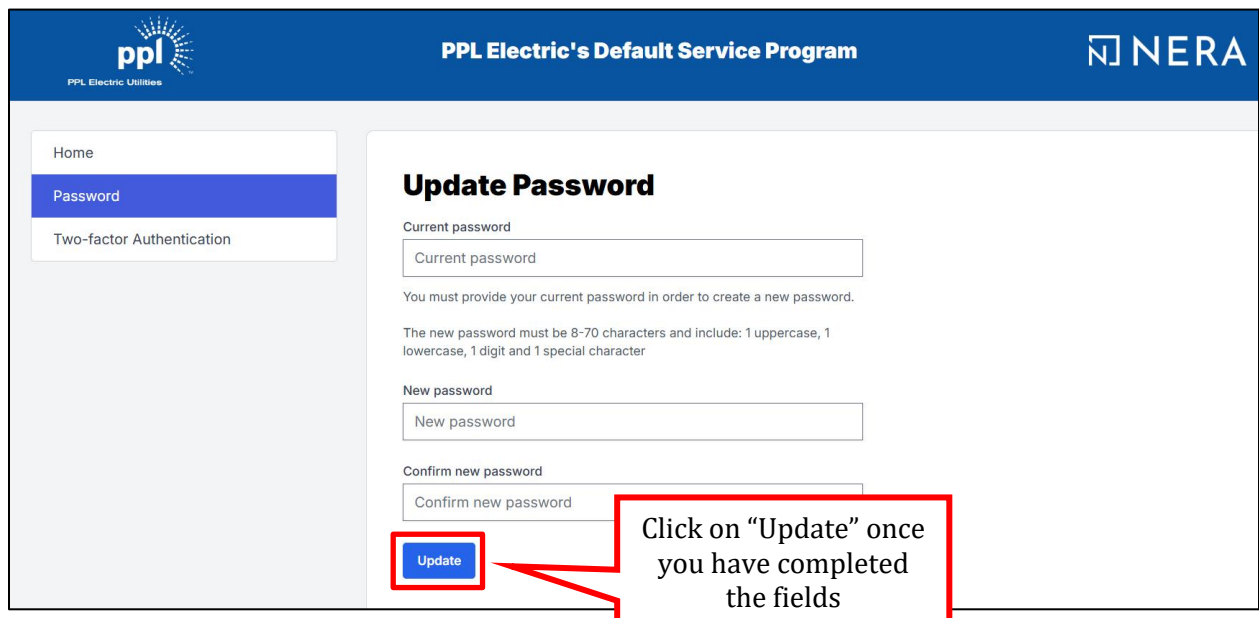 ppl
PPL Electric Utilities
PPL Electric's Default Service Program
NERA
Home
Password
Two-factor Authentication
Update Password
Current password
Current password
You must provide your current password in order to create a new password.
The new password must be 8-70 characters and include: 1 uppercase, 1
lowercase, 1 digit and 1 special character
New password
New password
Confirm new password
Confirm new password
Update
Click on “Update” once
you have completed
the fields